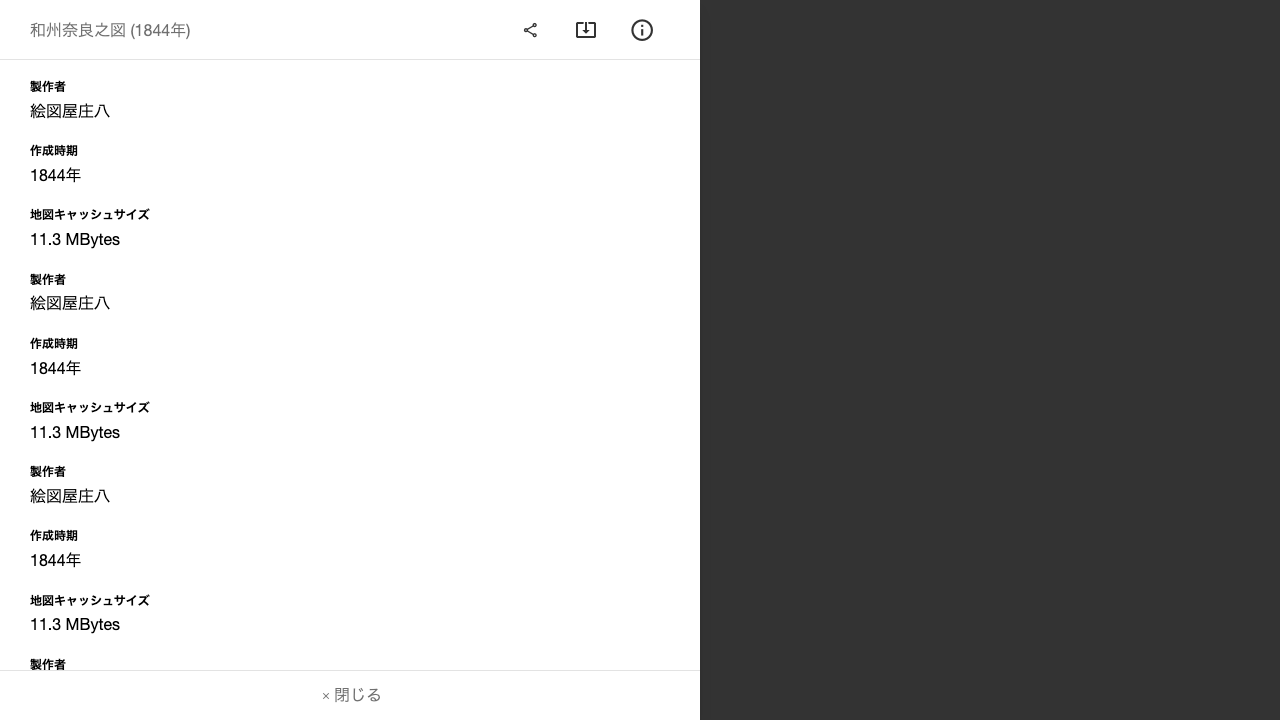 和州奈良之図 (1844年)
製作者
絵図屋庄八
作成時期
1844年
地図キャッシュサイズ
11.3 MBytes
製作者
絵図屋庄八
作成時期
1844年
地図キャッシュサイズ
11.3 MBytes
製作者
絵図屋庄八
作成時期
1844年
地図キャッシュサイズ
11.3 MBytes
製作者
× 閉じる